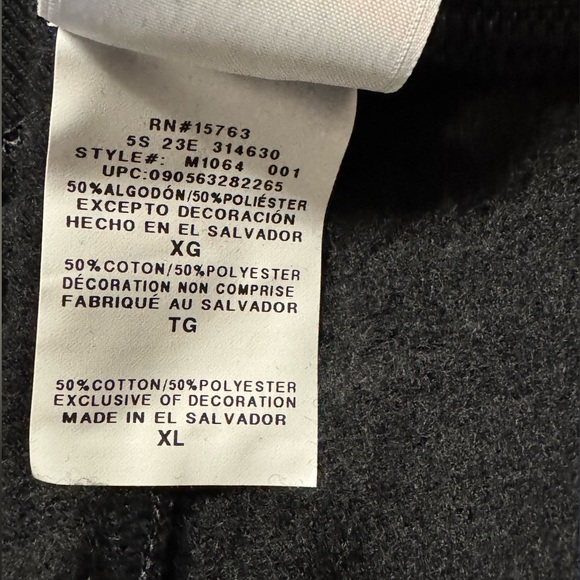 RN#15763
5S 23E 314630
STYLE#: M1064 001
UPC:090563282265
50%ALGODÓN/50%POLIÉSTER
EXCEPTO DECORACIÓN
HECHO EN EL SALVADOR
XG
50%COTON/50%POLYESTER
DÉCORATION NON COMPRISE
FABRIQUÉ AU SALVADOR
TG
50%COTTON/50%POLYESTER
EXCLUSIVE OF DECORATION
MADE IN EL SALVADOR
XL